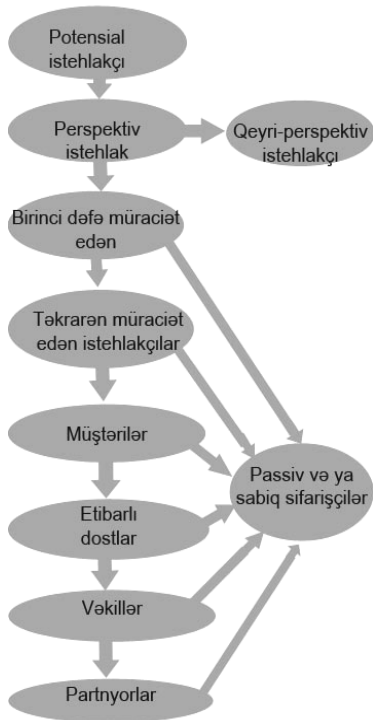 Potensial
istehlakçı
Perspektiv
istehlak
Qeyri-perspektiv
istehlakçı
Birinci dəfə müraciət
edən
Təkrarən müraciət
edən istehlakçılar
Müştərilər
Passiv və ya
sabiq sifarişçilər
Etibarlı
dostlar
Vəkillər
Partnyorlar